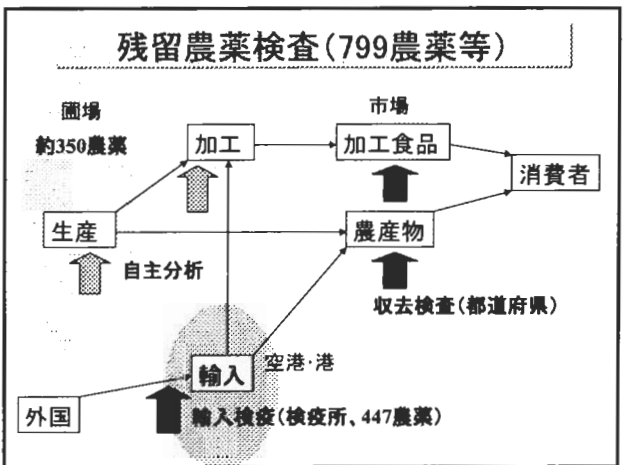 残留農薬検査(799農薬等)
圃場
約350農薬
市場
加工
加工食品
消費者
生産
農産物
自主分析
収去検査(都道府県)
輸入
空港・港
外国
輸入検疫(検疫所、447農薬)